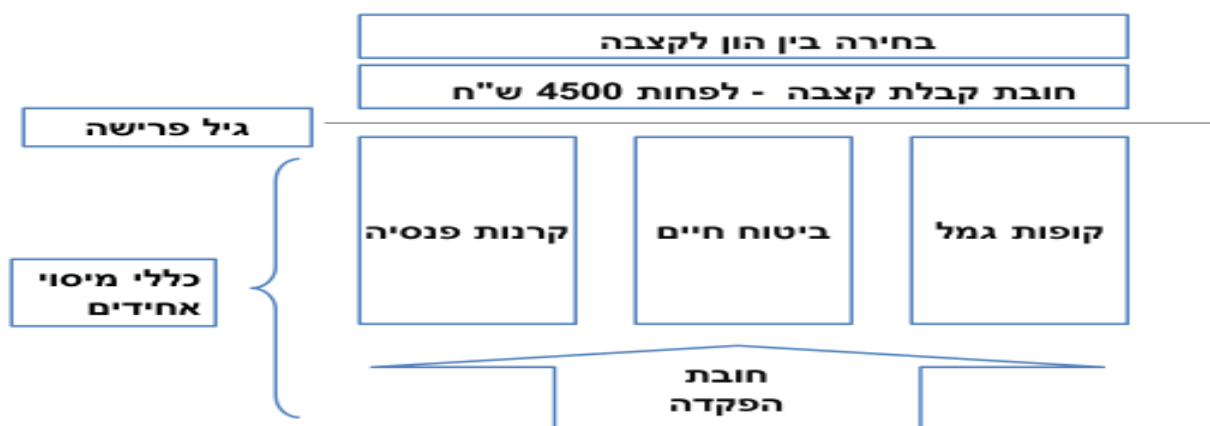 בחירה בין הון לקצבה
חובת קבלת קצבה - לפחות 4500 ש"ח
גיל פרישה
קופות גמל
ביטוח חיים
קרנות פנסיה
כללי מיסוי
אחידים
חובת
הפקדה